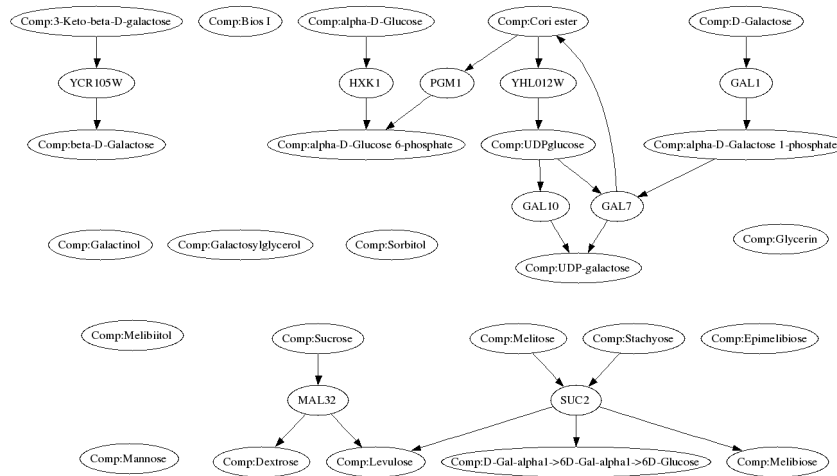 Comp:3-Keto-beta-D-galactose
Comp:Bios I
Comp:alpha-D-Glucose
Comp:Cori ester
Comp:D-Galactose
YCR105W
HXK1
PGM1
YHL012W
GAL1
Comp:beta-D-Galactose
Comp:alpha-D-Glucose 6-phosphate
Comp:UDPglucose
Comp:alpha-D-Galactose 1-phosphate
GAL10
GAL7
Comp:Galactinol
Comp:Galactosylglycerol
Comp:Sorbitol
Comp:Glycerin
Comp:UDP-galactose
Comp:Melibiitol
Comp:Sucrose
Comp:Melitose
Comp:Stachyose
Comp:Epimelibiose
MAL32
SUC2
Comp:Mannose
Comp:Dextrose
Comp:Levulose
Comp:D-Gal-alpha1->6D-Gal-alpha1->6D-Glucose
Comp:Melibiose